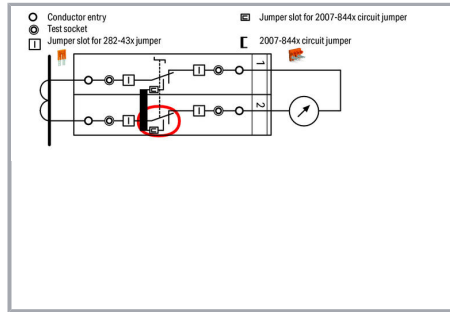 Conductor entry
Test socket
Jumper slot for 282-43x jumper
Jumper slot for 2007-844x circuit jumper
2007-844x circuit jumper
1
2